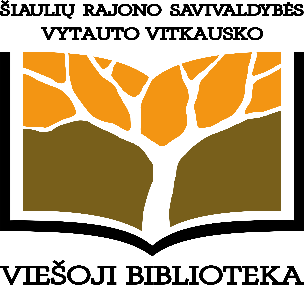 ŠIAULIŲ RAJONO SAVIVALDYBĖS
VYTAUTO VITKAUSKO
VIEŠOJI BIBLIOTEKA